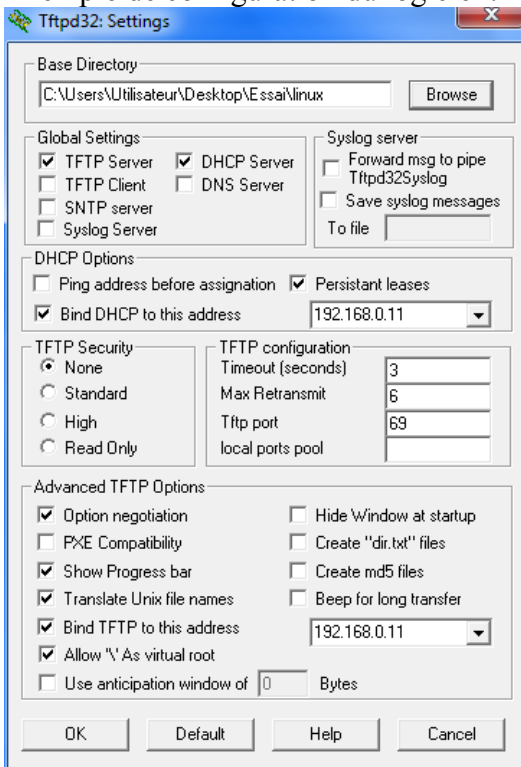 Tftpd32: Settings
Base Directory
C:\Users\Utilisateur\Desktop\Essai\linux
Browse
Global Settings
TFTP Server
DHCP Server
TFTP Client
DNS Server
SNTP server
Syslog Server
Syslog server
Forward msg to pipe
Tftpd32Syslog
Save syslog messages
To file
DHCP Options
Ping address before assignation
Persistant leases
Bind DHCP to this address
192.168.0.11
TFTP Security
None
Standard
High
Read Only
TFTP configuration
Timeout (seconds)
3
Max Retransmit
6
Tftp port
69
local ports pool
Advanced TFTP Options
Option negotiation
Hide Window at startup
PXE Compatibility
Create "dir.txt" files
Show Progress bar
Create md5 files
Translate Unix file names
Beep for long transfer
Bind TFTP to this address
192.168.0.11
Allow '\' As virtual root
Use anticipation window of 0 Bytes
OK
Default
Help
Cancel